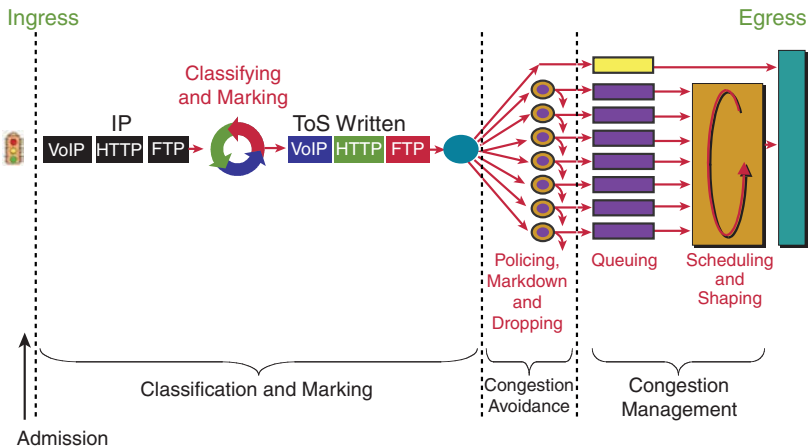 Ingress
Egress
Classifying
and Marking
IP
ToS Written
VoIP HTTP FTP
VoIP HTTP FTP
Policing,
Markdown
and
Dropping
Queuing
Scheduling
and
Shaping
Classification and Marking
Congestion
Avoidance
Congestion
Management
Admission